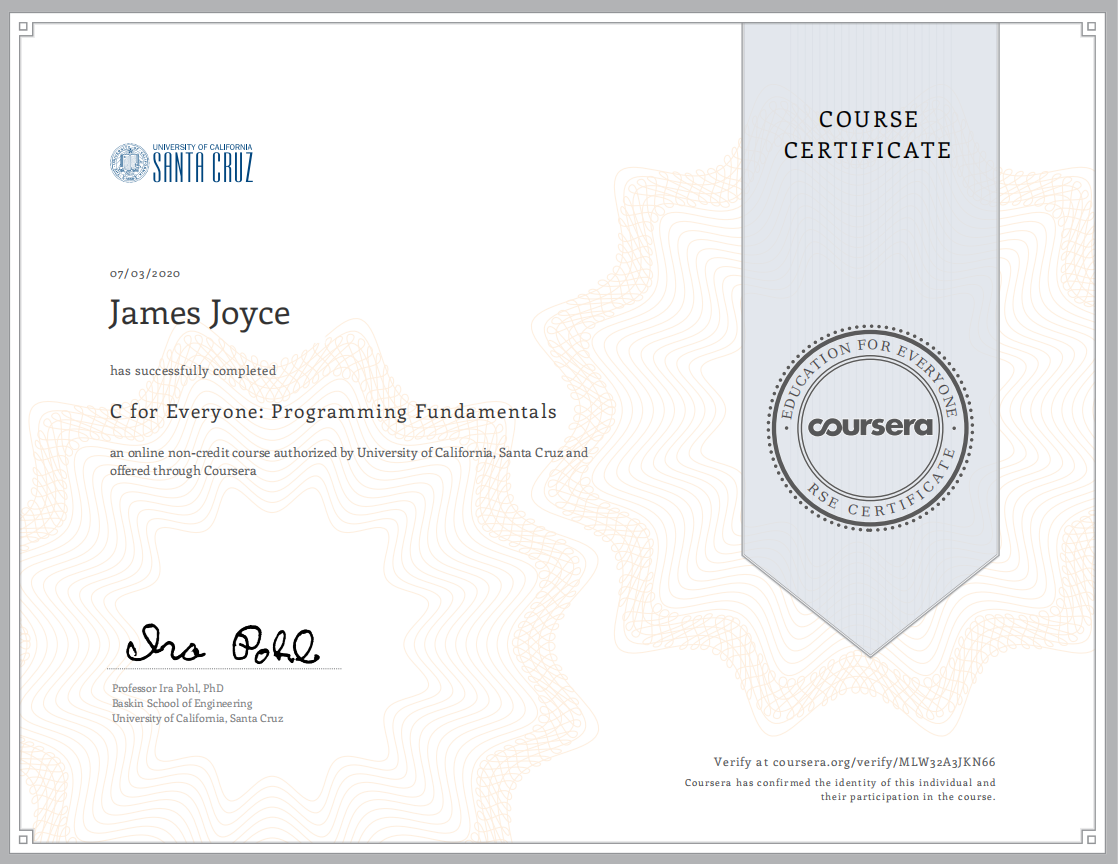 COURSE
CERTIFICATE
UNIVERSITY OF CALIFORNIA
SANTA CRUZ
07/03/2020
James Joyce
has successfully completed
C for Everyone: Programming Fundamentals
an online non-credit course authorized by University of California, Santa Cruz and
offered through Coursera
EDUCATION FOR EVERYONE
coursera
RSE CERTIFICATE
Ira Pohl
Professor Ira Pohl, PhD
Baskin School of Engineering
University of California, Santa Cruz
Verify at coursera.org/verify/MLW32A3JKN66
Coursera has confirmed the identity of this individual and
their participation in the course.